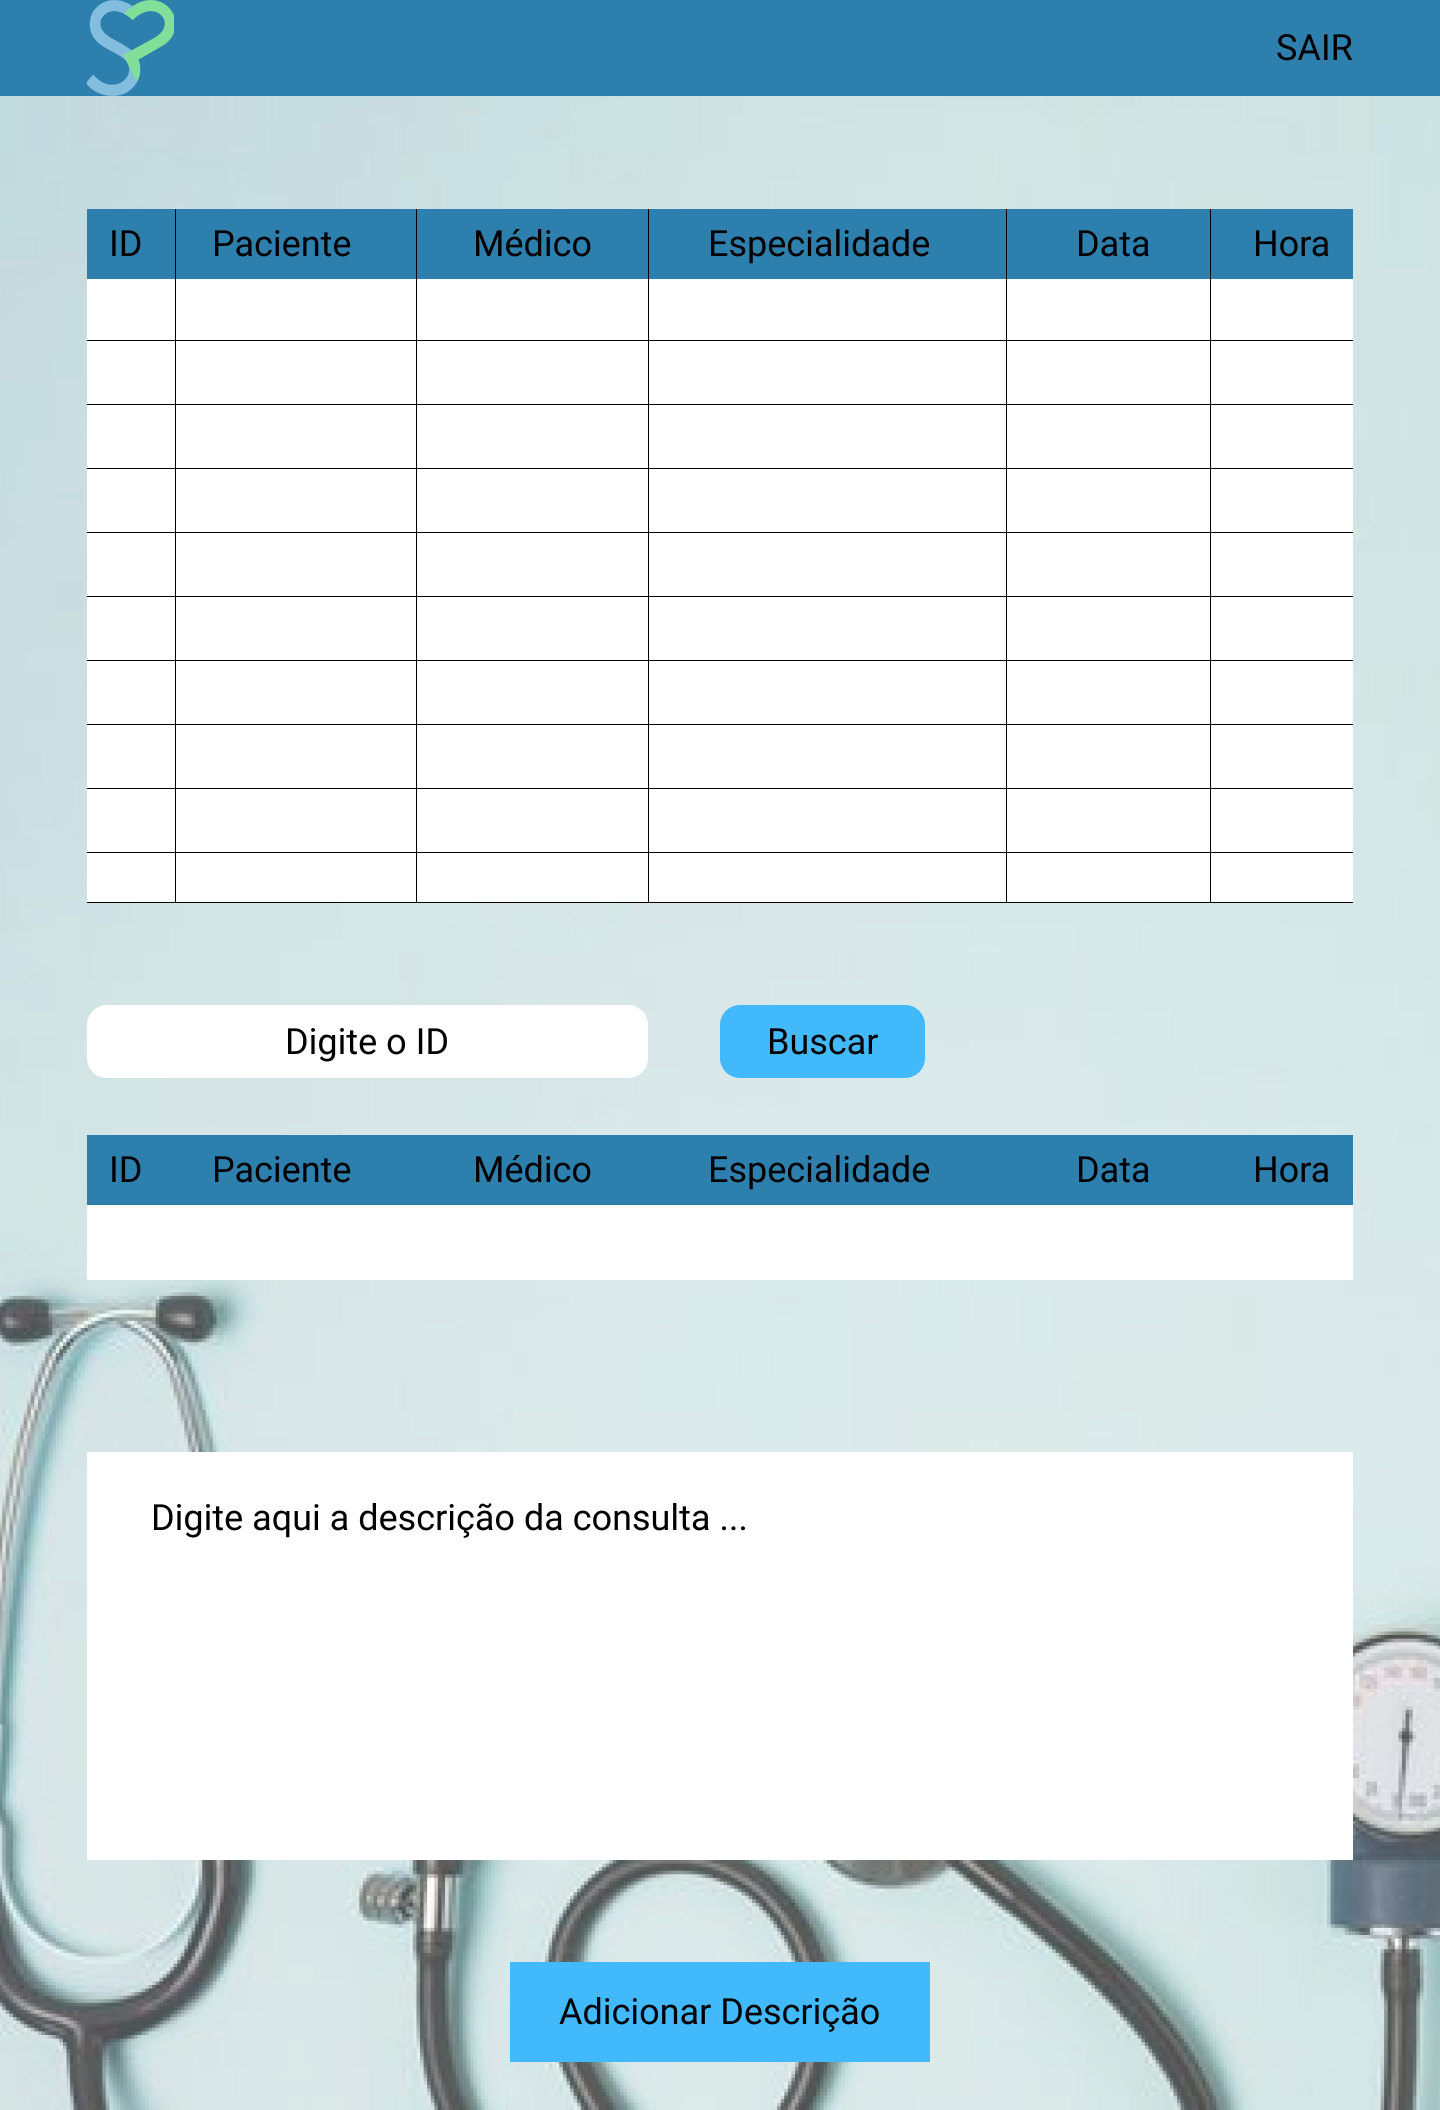 SAIR
ID Paciente Médico Especialidade Data Hora
Digite o ID Buscar
ID Paciente Médico Especialidade Data Hora
Digite aqui a descrição da consulta ...
Adicionar Descrição